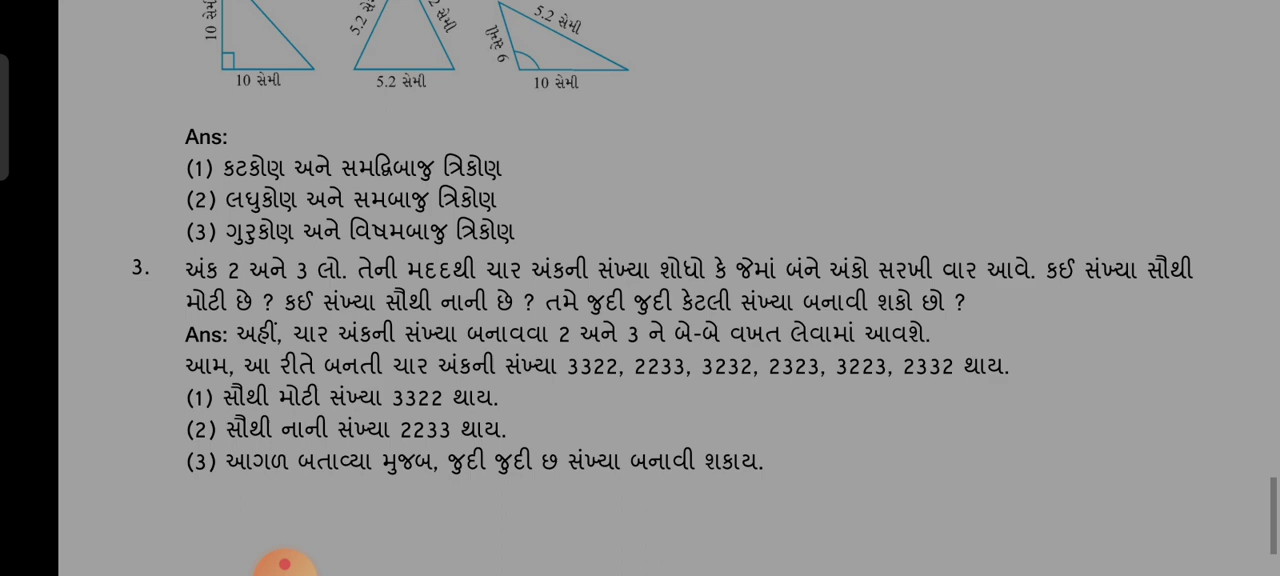 10 સેમી
5.2 સેમી
સેમી
6 સેમી
5.2 સેમી
10 સેમી
5.2 સેમી
10 સેમી
Ans:
(1) કટકોણ અને સમદ્વિબાજુ ત્રિકોણ
(2) લઘુકોણ અને સમબાજુ ત્રિકોણ
(3) ગુરુકોણ અને વિષમબાજુ ત્રિકોણ
3. અંક 2 અને 3 લો. તેની મદદથી ચાર અંકની સંખ્યા શોધો કે જેમાં બંને અંકો સરખી વાર આવે. કઈ સંખ્યા સૌથી
મોટી છે ? કઈ સંખ્યા સૌથી નાની છે ? તમે જુદી જુદી કેટલી સંખ્યા બનાવી શકો છો ?
Ans: અહીં, ચાર અંકની સંખ્યા બનાવવા 2 અને 3 ને બે-બે વખત લેવામાં આવશે.
આમ, આ રીતે બનતી ચાર અંકની સંખ્યા 3322, 2233, 3232, 2323, 3223, 2332 થાય.
(1) સૌથી મોટી સંખ્યા 3322 થાય.
(2) સૌથી નાની સંખ્યા 2233 થાય.
(3) આગળ બતાવ્યા મુજબ, જુદી જુદી છ સંખ્યા બનાવી શકાય.